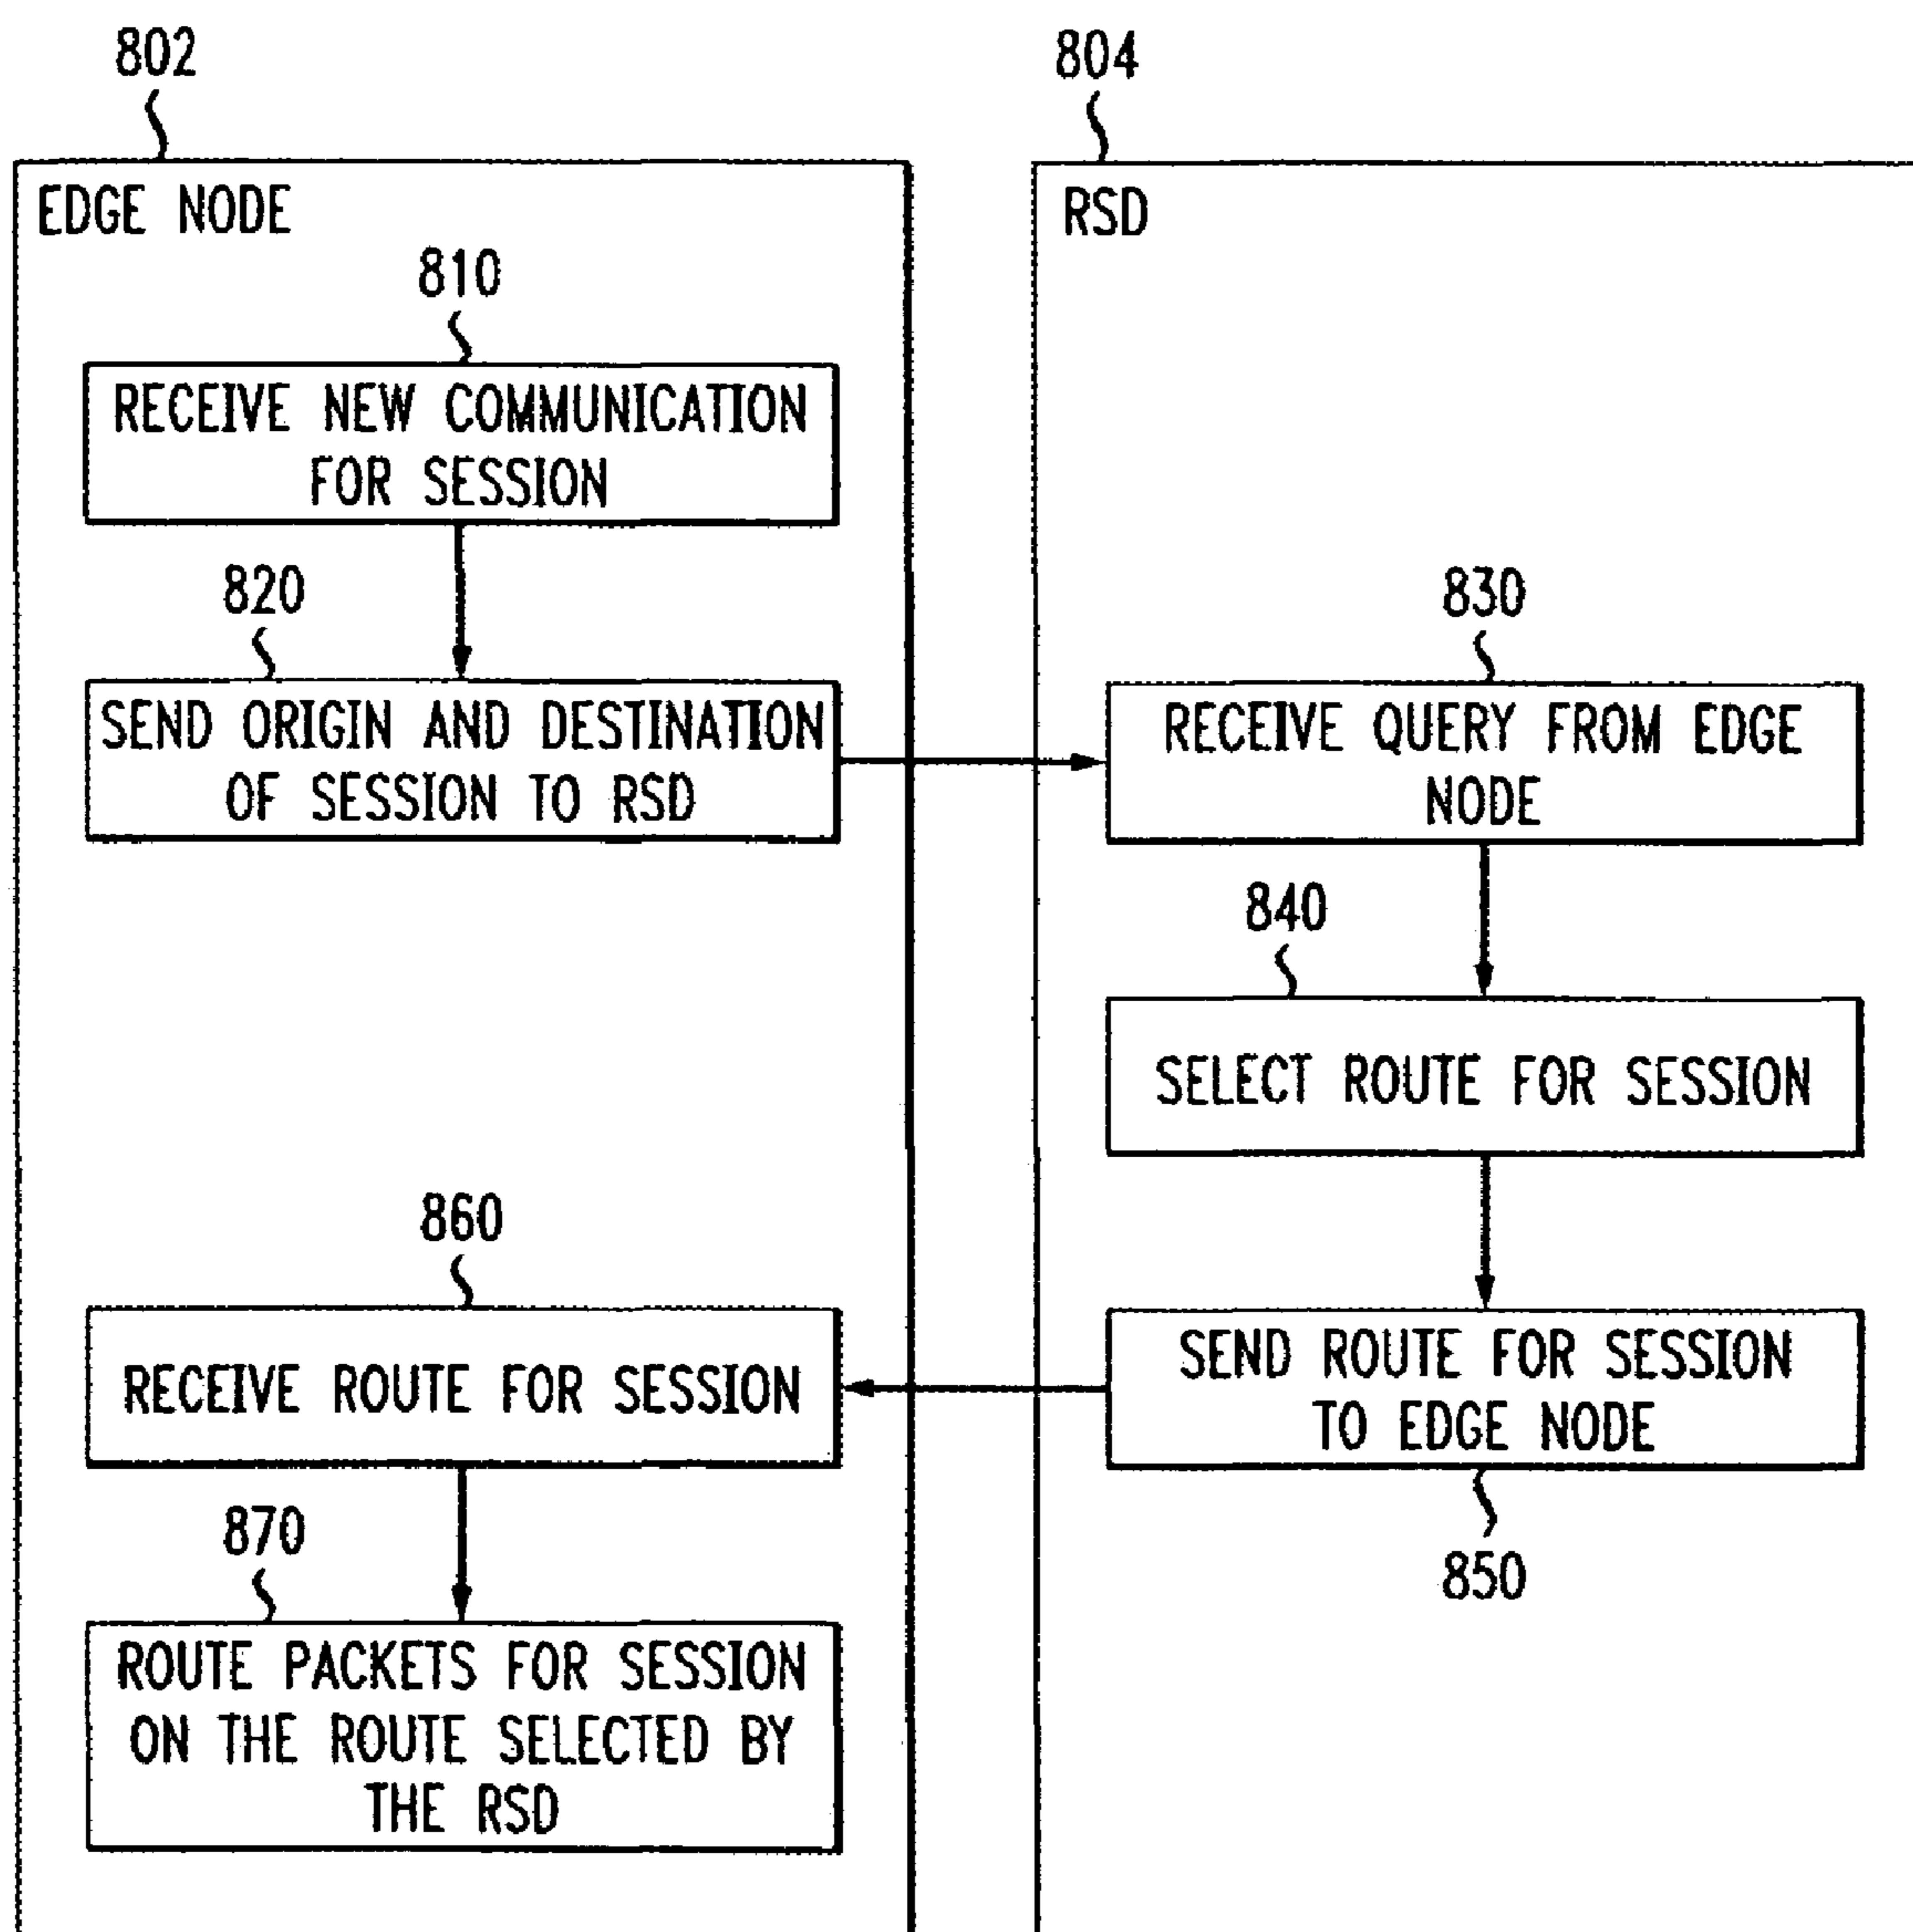 802
804
EDGE NODE
RSD
810
RECEIVE NEW COMMUNICATION
FOR SESSION
820
SEND ORIGIN AND DESTINATION
OF SESSION TO RSD
830
RECEIVE QUERY FROM EDGE
NODE
840
SELECT ROUTE FOR SESSION
850
SEND ROUTE FOR SESSION
TO EDGE NODE
860
RECEIVE ROUTE FOR SESSION
870
ROUTE PACKETS FOR SESSION
ON THE ROUTE SELECTED BY
THE RSD